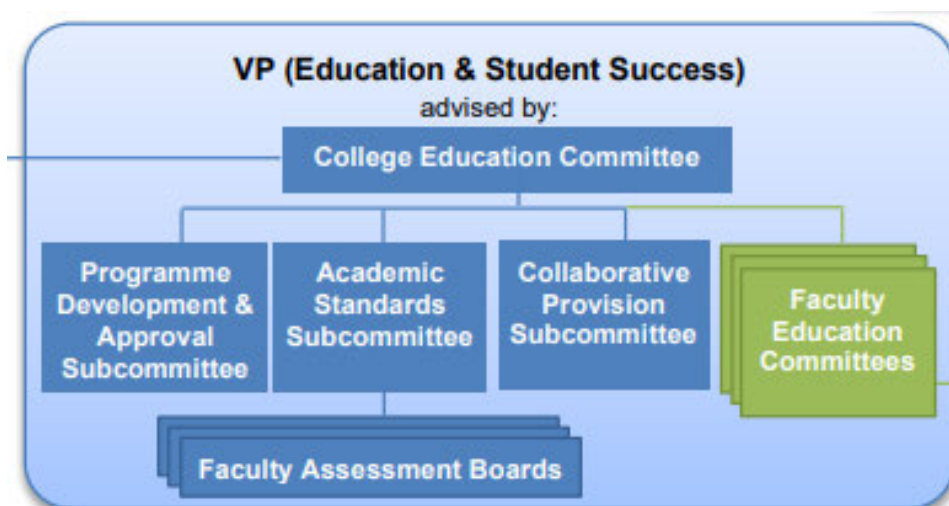 VP (Education & Student Success)
advised by:
College Education Committee
Programme
Development &
Approval
Subcommittee
Academic
Standards
Subcommittee
Collaborative
Provision
Subcommittee
Faculty
Education
Committees
Faculty Assessment Boards